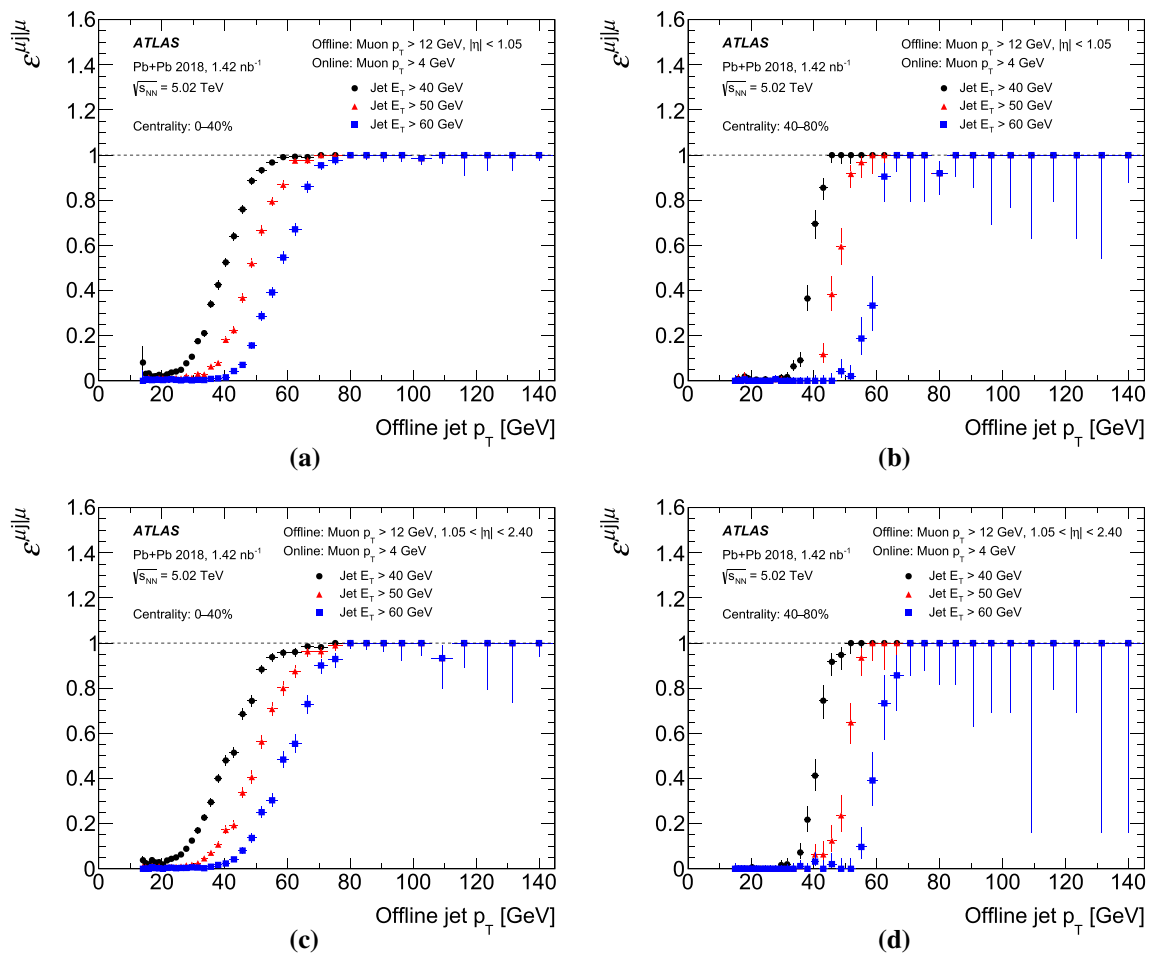 ε^μj|μ
1.6
1.4
1.2
1
0.8
0.6
0.4
0.2
0
ATLAS
Pb+Pb 2018, 1.42 nb⁻¹
√s_NN = 5.02 TeV
Centrality: 0–40%
Offline: Muon p_T > 12 GeV, |η| < 1.05
Online: Muon p_T > 4 GeV
Jet E_T > 40 GeV
Jet E_T > 50 GeV
Jet E_T > 60 GeV
0 20 40 60 80 100 120 140
Offline jet p_T [GeV]
(a)
ε^μj|μ
1.6
1.4
1.2
1
0.8
0.6
0.4
0.2
0
ATLAS
Pb+Pb 2018, 1.42 nb⁻¹
√s_NN = 5.02 TeV
Centrality: 40–80%
Offline: Muon p_T > 12 GeV, |η| < 1.05
Online: Muon p_T > 4 GeV
Jet E_T > 40 GeV
Jet E_T > 50 GeV
Jet E_T > 60 GeV
0 20 40 60 80 100 120 140
Offline jet p_T [GeV]
(b)
ε^μj|μ
1.6
1.4
1.2
1
0.8
0.6
0.4
0.2
0
ATLAS
Pb+Pb 2018, 1.42 nb⁻¹
√s_NN = 5.02 TeV
Centrality: 0–40%
Offline: Muon p_T > 12 GeV, 1.05 < |η| < 2.40
Online: Muon p_T > 4 GeV
Jet E_T > 40 GeV
Jet E_T > 50 GeV
Jet E_T > 60 GeV
0 20 40 60 80 100 120 140
Offline jet p_T [GeV]
(c)
ε^μj|μ
1.6
1.4
1.2
1
0.8
0.6
0.4
0.2
0
ATLAS
Pb+Pb 2018, 1.42 nb⁻¹
√s_NN = 5.02 TeV
Centrality: 40–80%
Offline: Muon p_T > 12 GeV, 1.05 < |η| < 2.40
Online: Muon p_T > 4 GeV
Jet E_T > 40 GeV
Jet E_T > 50 GeV
Jet E_T > 60 GeV
0 20 40 60 80 100 120 140
Offline jet p_T [GeV]
(d)